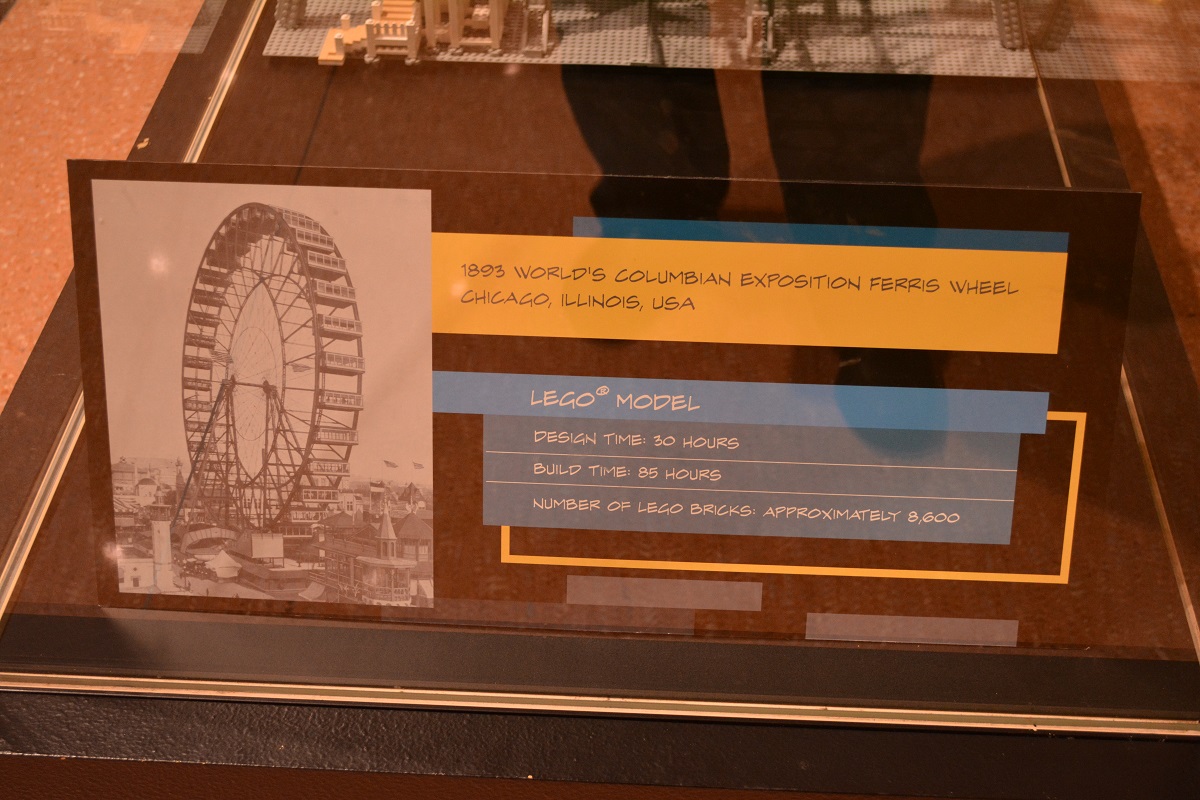 1893 WORLD'S COLUMBIAN EXPOSITION FERRIS WHEEL
CHICAGO, ILLINOIS, USA
LEGO® MODEL
DESIGN TIME: 30 HOURS
BUILD TIME: 85 HOURS
NUMBER OF LEGO BRICKS: APPROXIMATELY 8,600